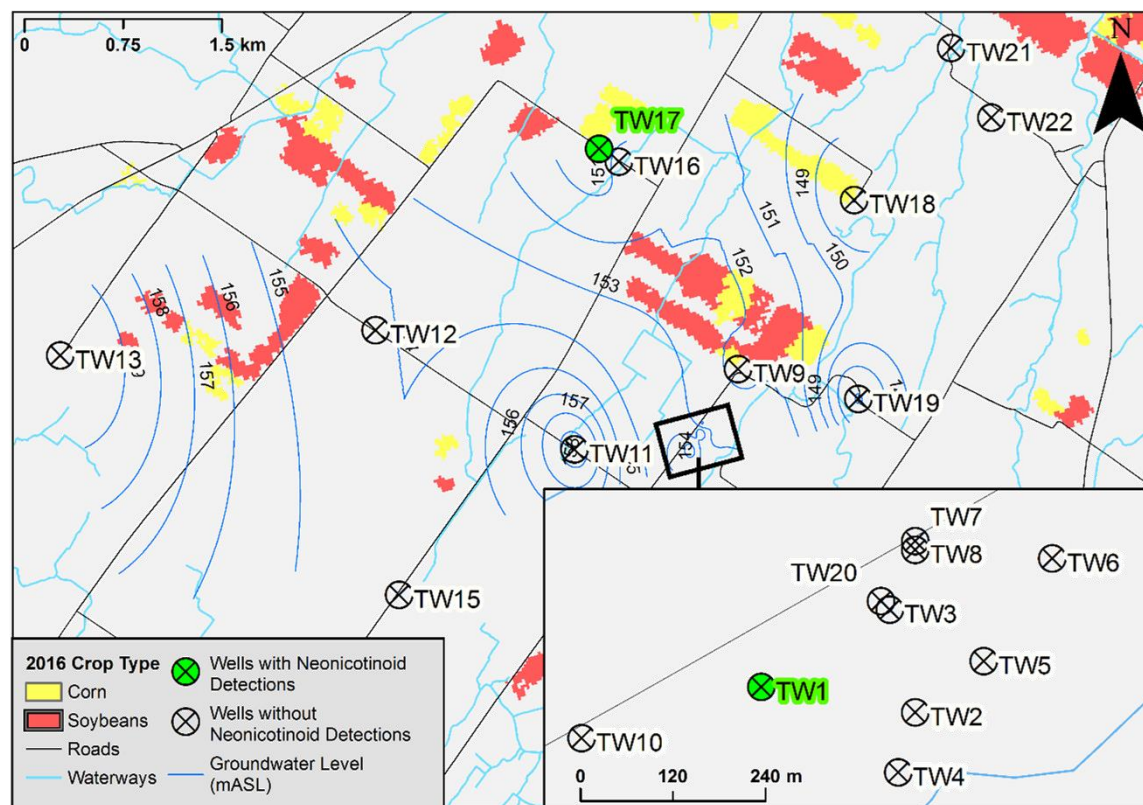 0 0.75 1.5 km
N
TW21
TW17
TW22
TW16
151
149
TW18
151
150
152
153
155
156
158
157
TW12
TW13
TW9
149
TW19
157
156
154
TW11
TW15
TW7
TW8
TW6
TW20
TW3
TW5
TW1
TW2
TW10
TW4
0 120 240 m
2016 Crop Type
Corn
Soybeans
Roads
Waterways
Wells with Neonicotinoid
Detections
Wells without
Neonicotinoid Detections
Groundwater Level
(mASL)